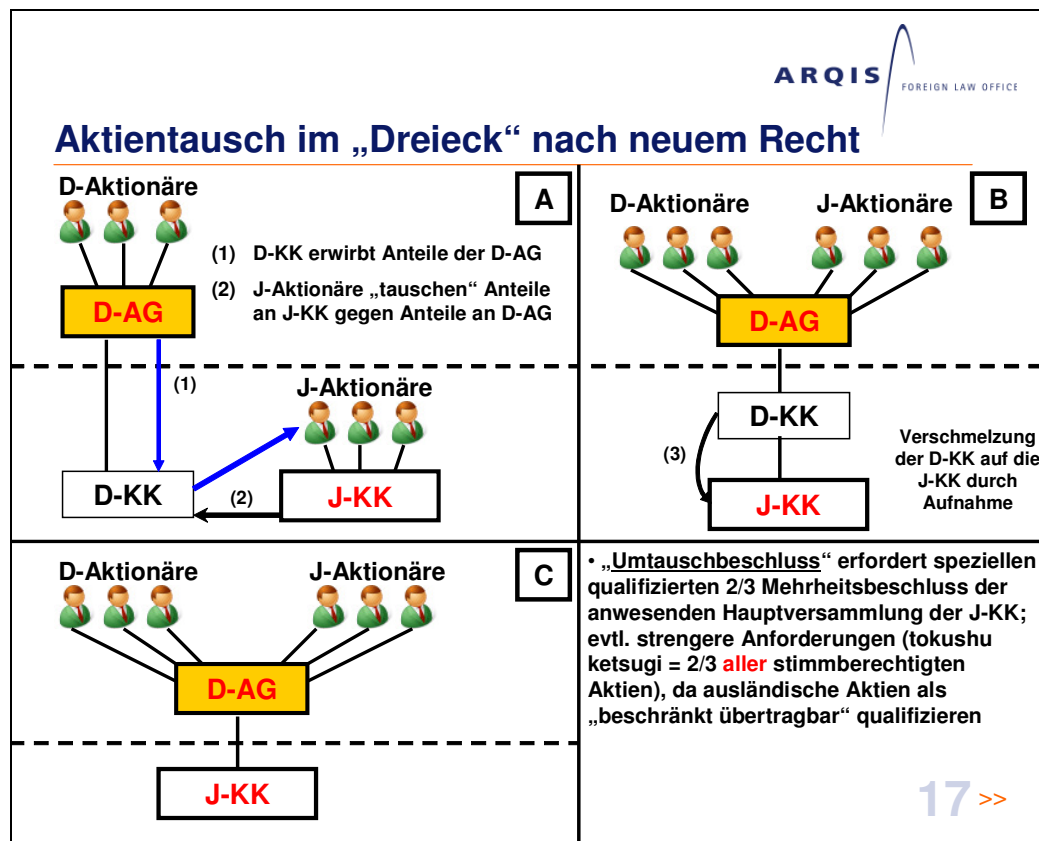 ARQIS
FOREIGN LAW OFFICE
Aktientausch im „Dreieck“ nach neuem Recht
D-Aktionäre
A
(1) D-KK erwirbt Anteile der D-AG
(2) J-Aktionäre „tauschen“ Anteile
an J-KK gegen Anteile an D-AG
D-AG
(1)
J-Aktionäre
D-KK
(2)
J-KK
B
D-Aktionäre
J-Aktionäre
D-AG
D-KK
(3)
Verschmelzung
der D-KK auf die
J-KK durch
Aufnahme
J-KK
C
D-Aktionäre
J-Aktionäre
D-AG
J-KK
• „Umtauschbeschluss“ erfordert speziellen
qualifizierten 2/3 Mehrheitsbeschluss der
anwesenden Hauptversammlung der J-KK;
evtl. strengere Anforderungen (tokushu
ketsugi = 2/3 aller stimmberechtigten
Aktien), da ausländische Aktien als
„beschränkt übertragbar“ qualifizieren
17 >>